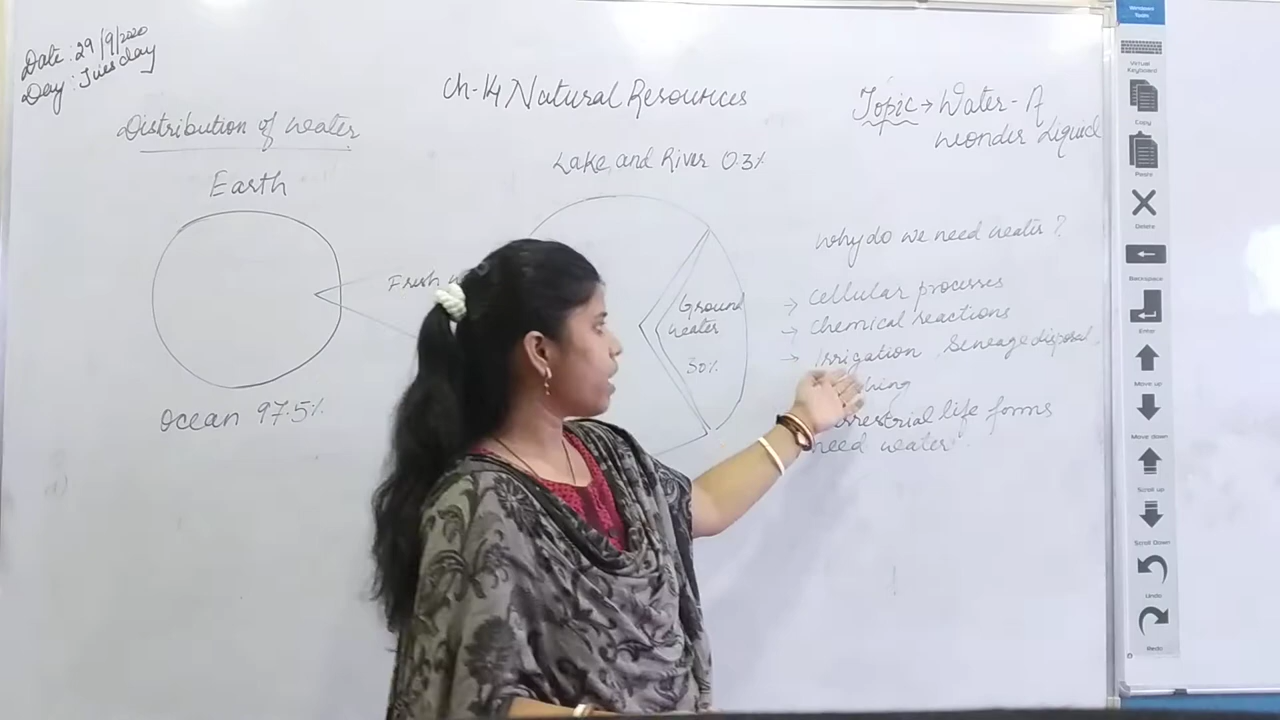 Date: 29/9/2020
Day: Tuesday
Ch-14 Natural Resources
Topic → Water - A
wonder Liquid
Distribution of water
Earth
Ocean 97.5%
Fresh
Lake and River 0.3%
Ground
water
30%
Why do we need water?
→ Cellular processes
→ Chemical reactions
→ Irrigation, Sewage disposal,
life forms
need water".
Windows
Tools
Virtual
Keyboard
Copy
Paste
Delete
Backspace
Enter
Move up
Move down
Scroll up
Scroll Down
Undo
Redo